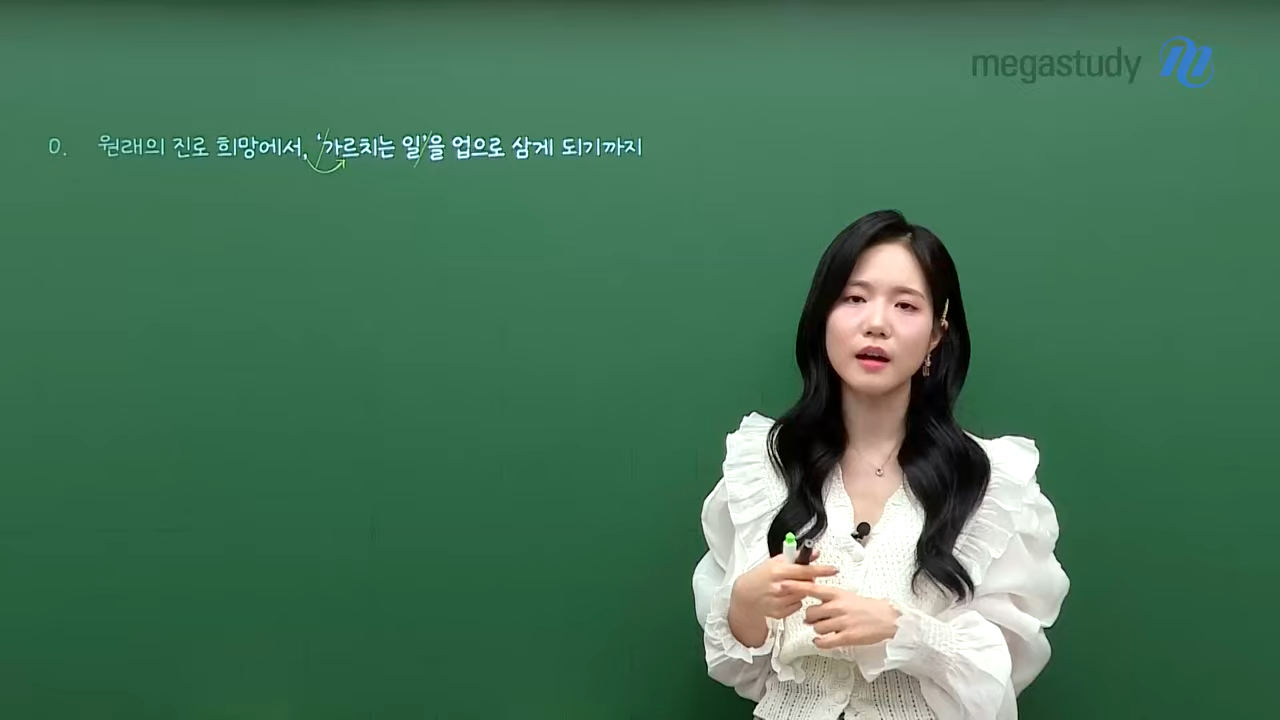 megastudy
0. 원래의 진로 희망에서, '가르치는 일'을 업으로 삼게 되기까지